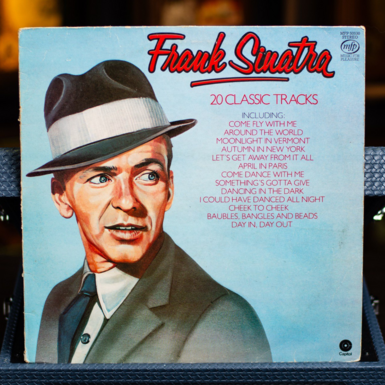 Frank Sinatra
mfp
20 CLASSIC TRACKS
INCLUDING:
COME FLY WITH ME
AROUND THE WORLD
MOONLIGHT IN VERMONT
AUTUMN IN NEW YORK
LET'S GET AWAY FROM IT ALL
APRIL IN PARIS
COME DANCE WITH ME
SOMETHING'S GOTTA GIVE
DANCING IN THE DARK
I COULD HAVE DANCED ALL NIGHT
CHEEK TO CHEEK
BAUBLES, BANGLES AND BEADS
DAY IN, DAY OUT
Capitol